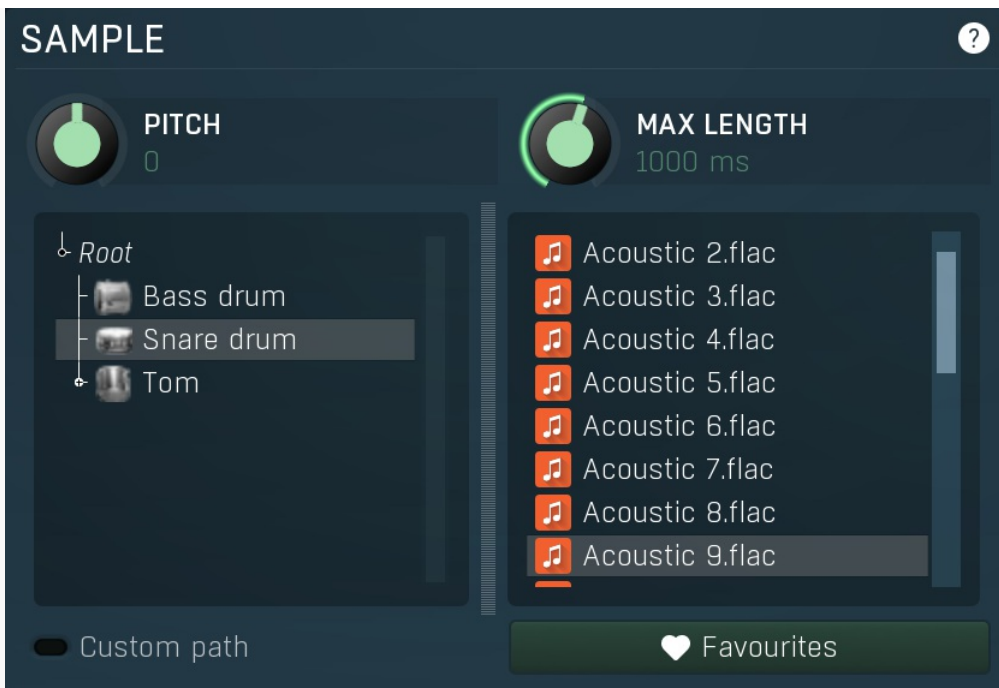 SAMPLE ?
PITCH
0
MAX LENGTH
1000 ms
Root
Bass drum
Snare drum
Tom
Acoustic 2.flac
Acoustic 3.flac
Acoustic 4.flac
Acoustic 5.flac
Acoustic 6.flac
Acoustic 7.flac
Acoustic 8.flac
Acoustic 9.flac
Custom path
Favourites